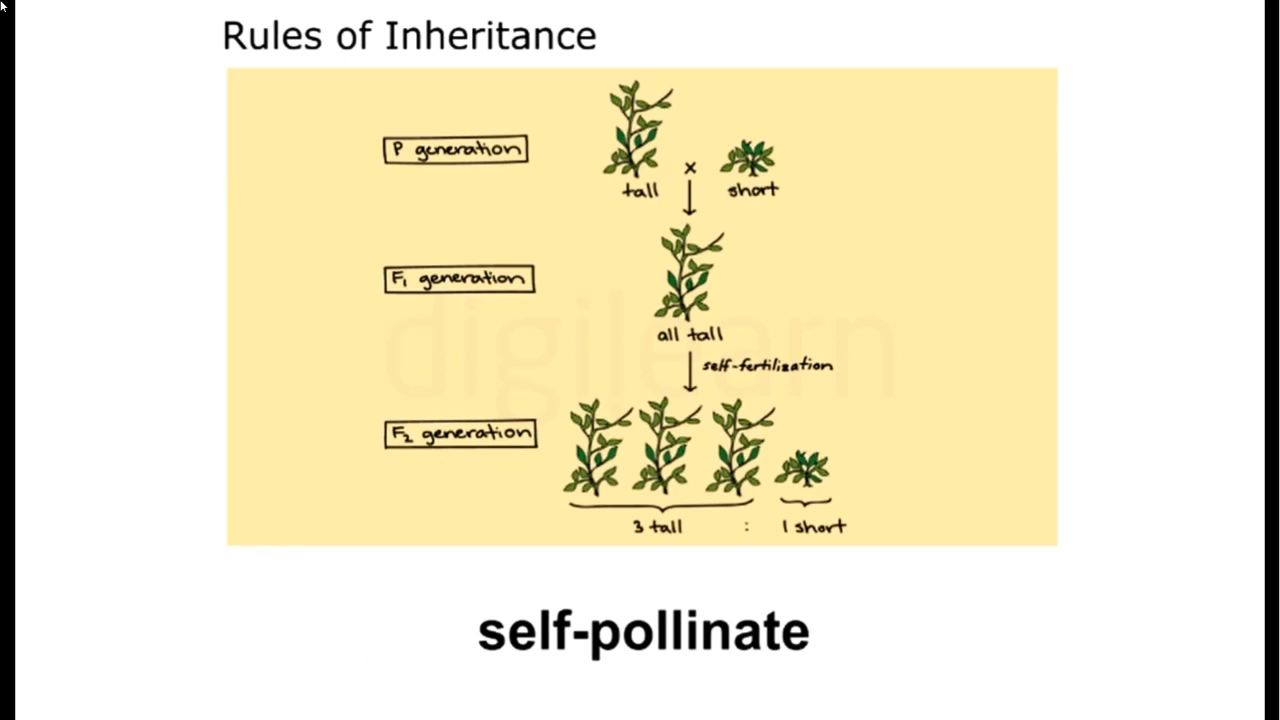 Rules of Inheritance
P generation
x
tall
short
F₁ generation
all tall
self-fertilization
digilearn
F₂ generation
3 tall : 1 short
self-pollinate